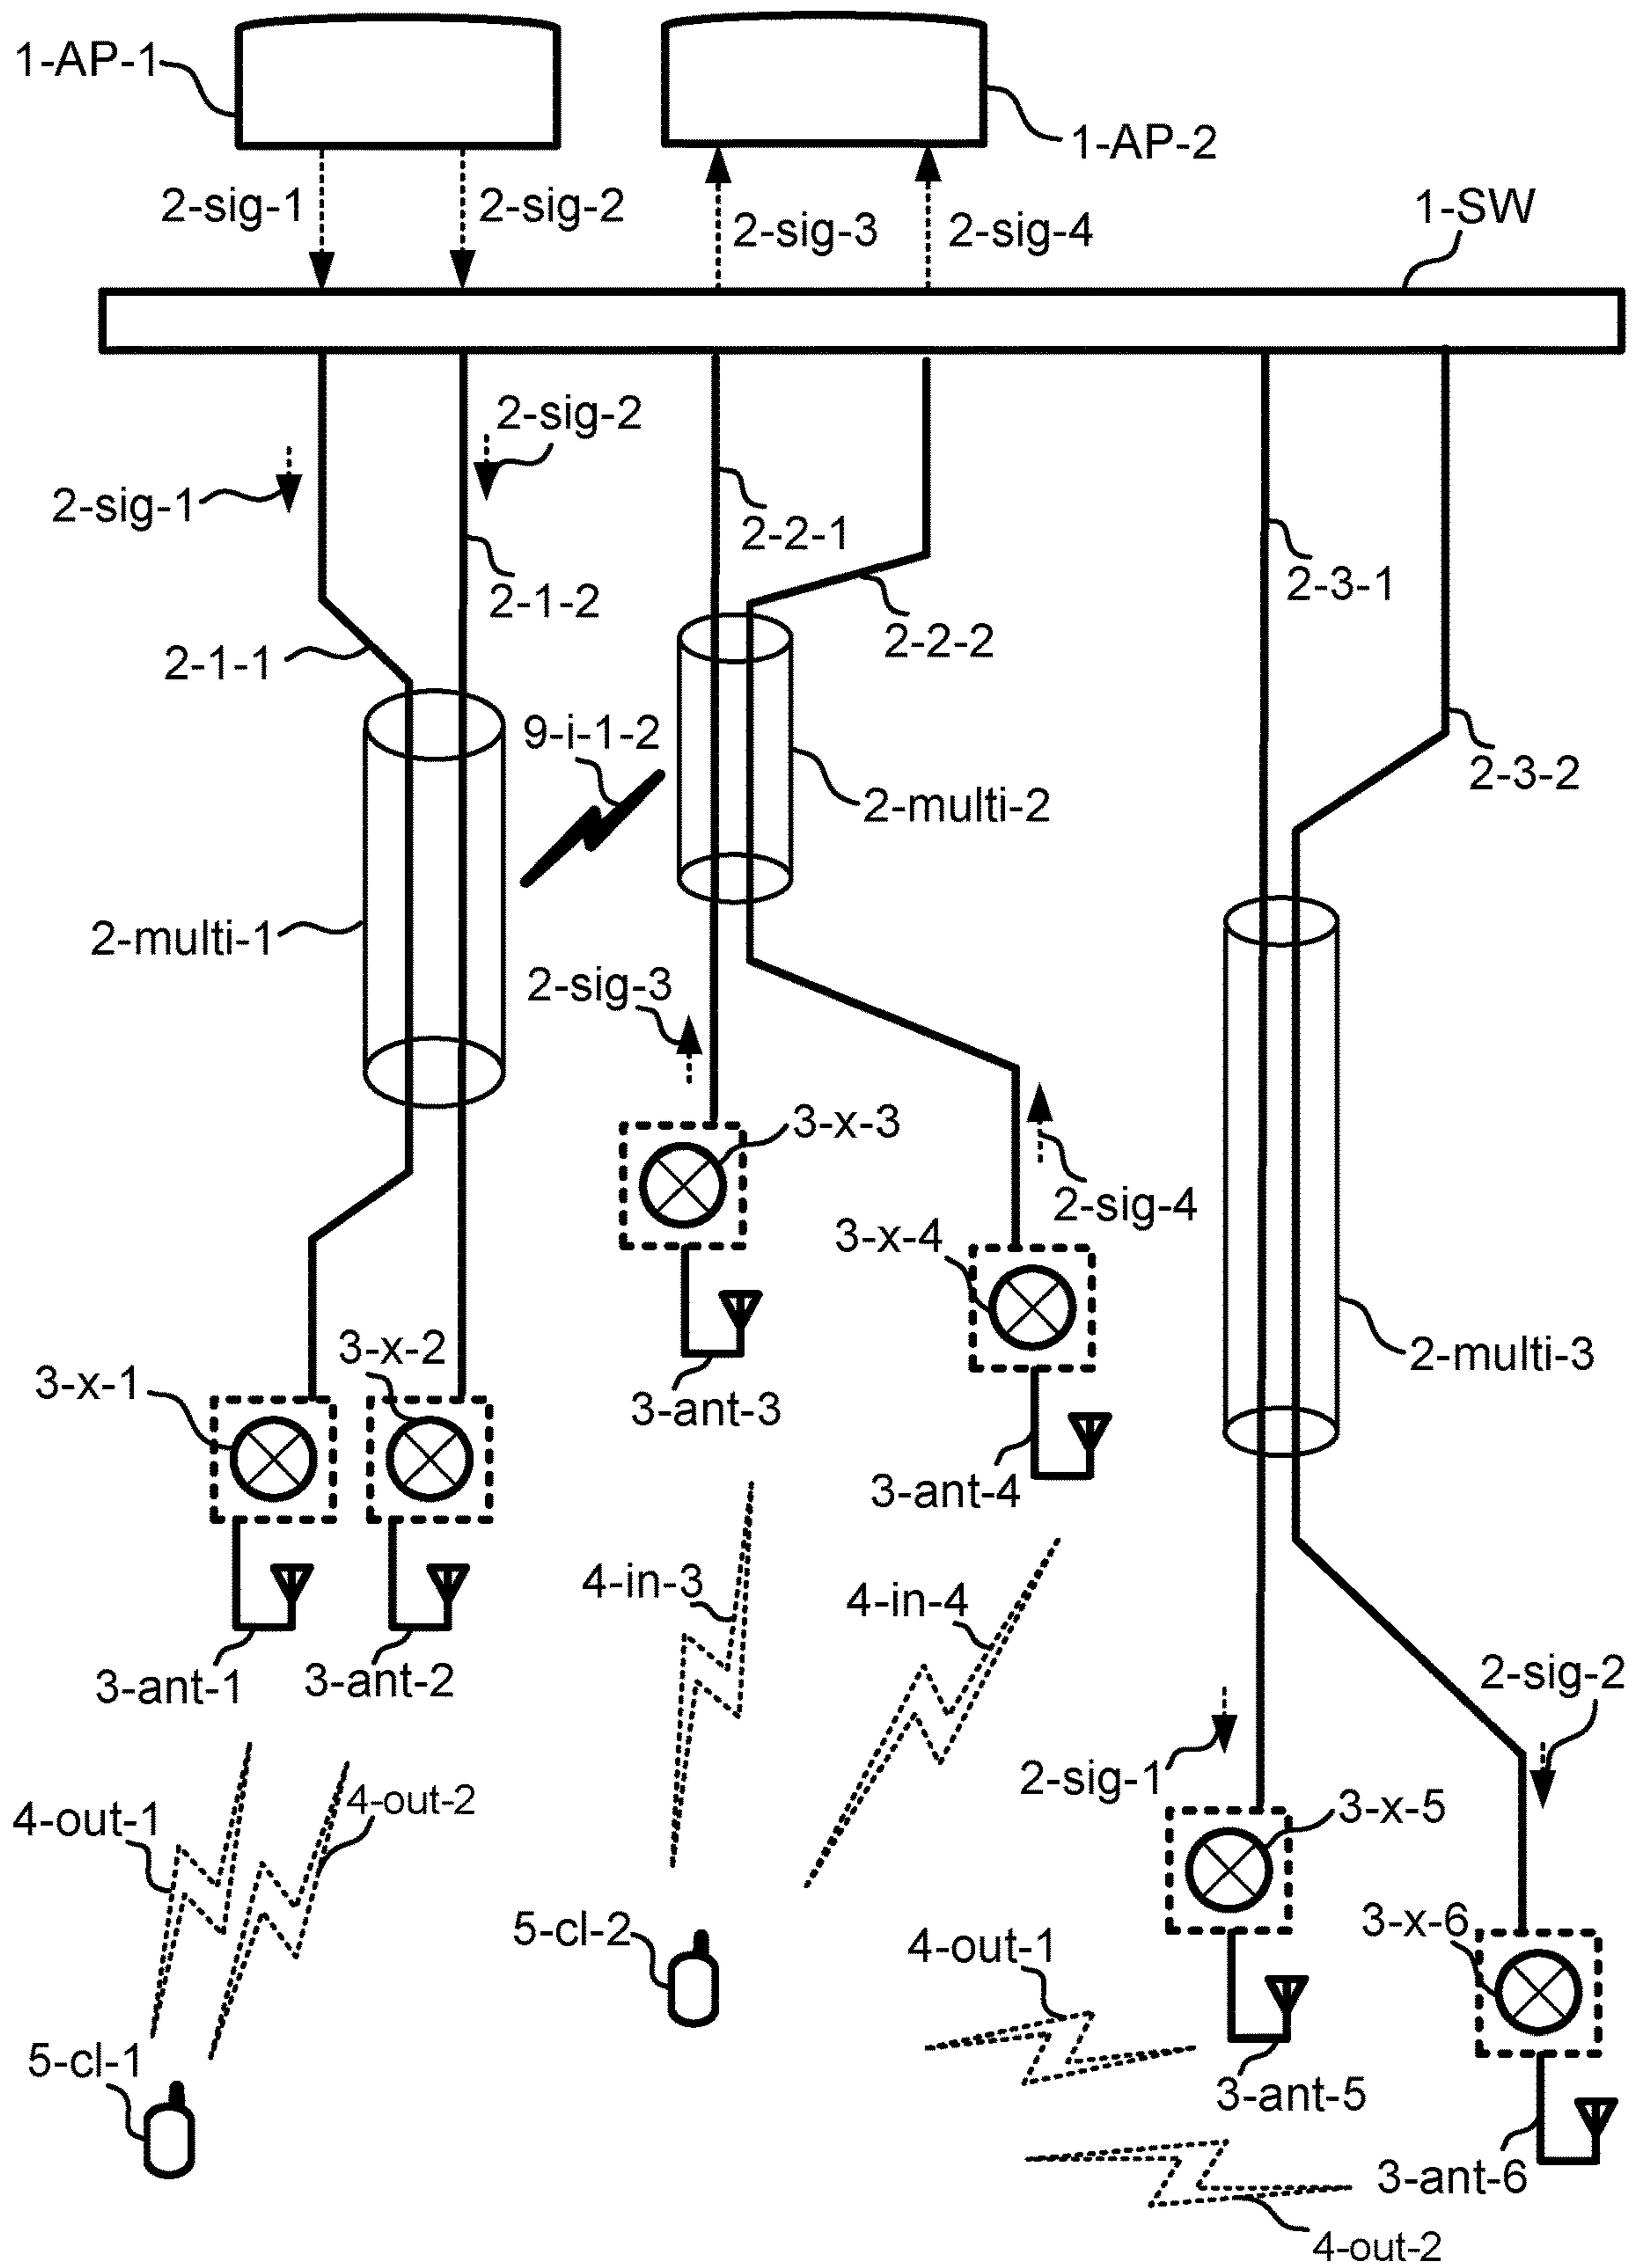 1-AP-1
1-AP-2
2-sig-1
2-sig-2
2-sig-3
2-sig-4
1-SW
2-sig-2
2-sig-1
2-2-1
2-3-1
2-1-2
2-2-2
2-1-1
9-i-1-2
2-3-2
2-multi-2
2-multi-1
2-sig-3
3-x-3
2-sig-4
3-x-4
3-x-2
2-multi-3
3-x-1
3-ant-3
3-ant-4
4-in-3
4-in-4
3-ant-1
3-ant-2
2-sig-2
2-sig-1
4-out-1
4-out-2
3-x-5
5-cl-2
3-x-6
4-out-1
5-cl-1
3-ant-5
3-ant-6
4-out-2